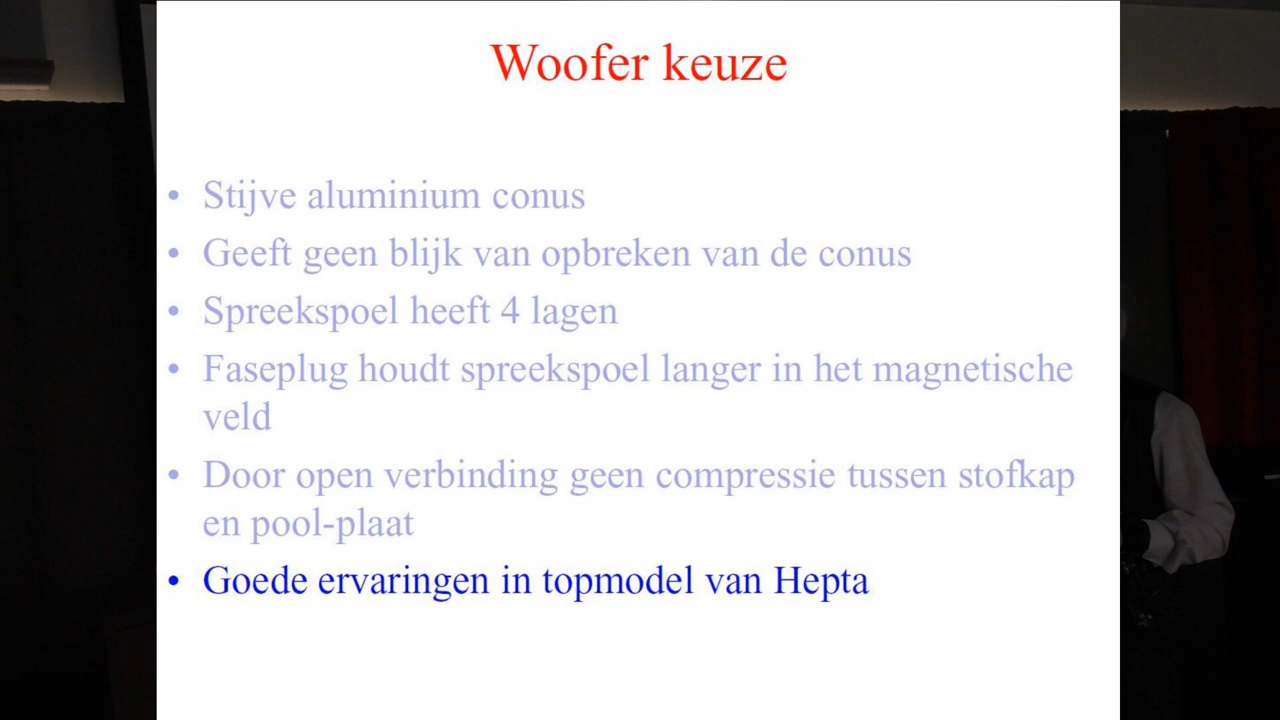 Woofer keuze
• Stijve aluminium conus
• Geeft geen blijk van opbreken van de conus
• Spreekspoel heeft 4 lagen
• Faseplug houdt spreekspoel langer in het magnetische
veld
• Door open verbinding geen compressie tussen stofkap
en pool-plaat
• Goede ervaringen in topmodel van Hepta